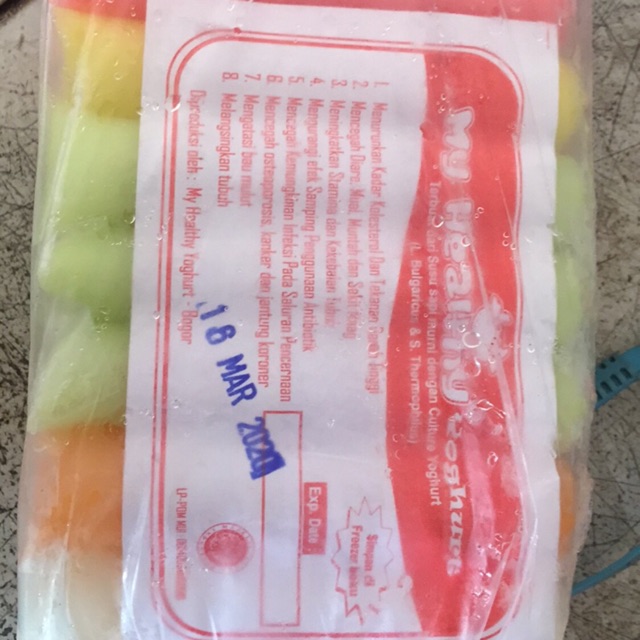 My Healthy Yoghurt
Terbuat dari Susu Sapi Murni dengan Culture Yoghurt
(L. Bulgaricus & S. Thermophilus)
1. Menurunkan Kadar Kolesterol Dan Tekanan Darah Tinggi
2. Mencegah Diare, Mual, Muntah dan
3. Meningkatkan Stamina dan Kekebalan Tubuh
4. Mengurangi efek Samping Penggunaan Antibiotik
5. Mencegah Kemungkinan Infeksi Pada Saluran Pencernaan
6. Mencegah osteoporosis, kanker dan jantung koroner
7. Mengatasi bau mulut
8. Melangsingkan tubuh
Diproduksi oleh : My Healthy Yoghurt - Bogor
Simpan di
Freezer
Exp. Date :
18 MAR 2020